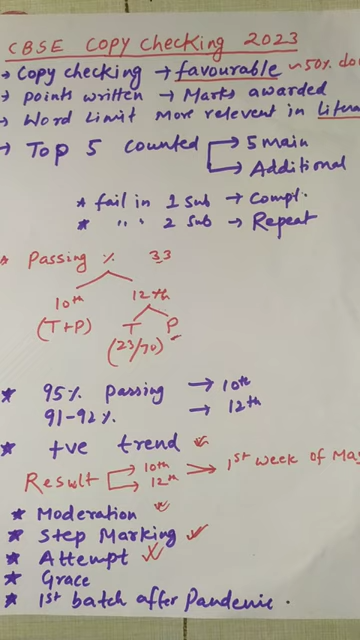 CBSE Copy Checking 2023
→ Copy checking → favourable ~50%
→ points written → Marks awarded
→ Word Limit More relevent in
→ Top 5 counted → 5 main
→ Additional
* fail in 1 Sub → Compt.
* " " 2 Sub → Repeat
* Passing % 33
10th 12th
(T+P) T P
(23/70)
* 95% passing → 10th
91-92% → 12th
* +ve trend
Result → 10th → 1st week of May
→ 12th
* Moderation
* Step Marking
* Attempt
* Grace
* 1st batch after Pandemic.